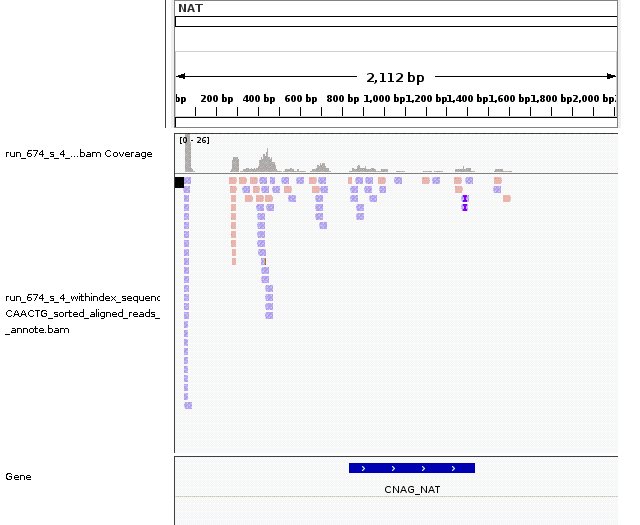 NAT
2,112 bp
bp 200 bp 400 bp 600 bp 800 bp 1,000 bp 1,200 bp 1,400 bp 1,600 bp 1,800 bp 2,000 bp
[0 - 26]
run_674_s_4_...bam Coverage
run_674_s_4_withindex_sequenc
CAACTG_sorted_aligned_reads_
_annote.bam
Gene
CNAG_NAT